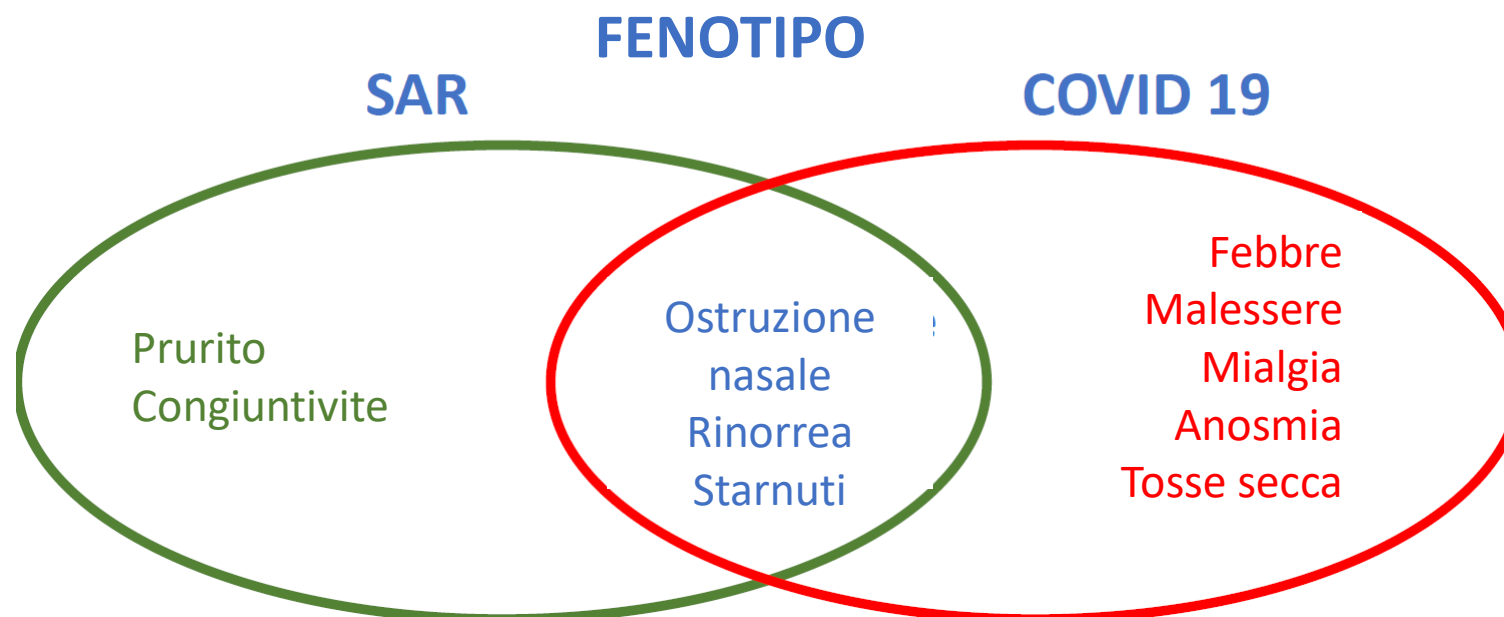 FENOTIPO
SAR
COVID 19
Prurito
Congiuntivite
Ostruzione
nasale
Rinorrea
Starnuti
Febbre
Malessere
Mialgia
Anosmia
Tosse secca